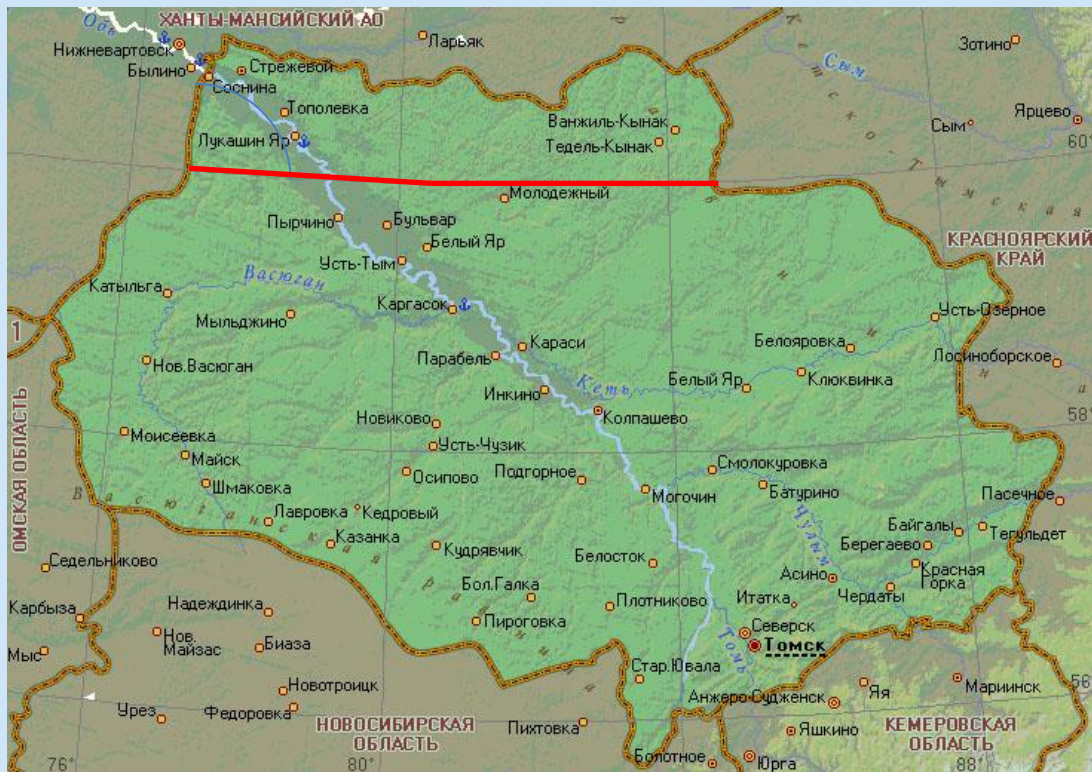 ХАНТЫ-МАНСИЙСКИЙ АО
Обь
Ларьяк
Нижневартовск
Зотино
Былино
Стрежевой
Сым
Соснина
Тополевка
Ванжиль-Кынак
Ярцево
Лукашин Яр
Сым
Тедель-Кынак
60°
Молодежный
Пырчино
Бульвар
Белый Яр
КРАСНОЯРСКИЙ
КРАЙ
Усть-Тым
Васюган
Катыльга
Каргасок
Мыльджино
Усть-Озерное
1
Караси
Белояровка
Парабель
Лосиноборское
Нов.Васюган
Кеть
Белый Яр
Клюквинка
Инкино
Новиково
Колпашево
ОМСКАЯ ОБЛАСТЬ
58°
Моисеевка
Усть-Чузик
Майск
Смолокуровка
Осипово
Подгорное
Шмаковка
Батурино
Могочин
Пасечное
Васюганская равнина
Лавровка
Кедровый
Чулым
Байгалы
Тегульдет
Казанка
Кудрявчик
Берегаево
Седельниково
Белосток
Асино
Красная
Горка
Бол.Галка
Чердаты
Карбыза
Надеждинка
Плотниково
Итатка
Пироговка
Нов.
Майзас
Биаза
Северск
Томь
Томск
Мыс
Стар.Ювала
Новотроицк
Анжеро-Судженск
Яя
Мариинск
56°
Урез
Федоровка
НОВОСИБИРСКАЯ
ОБЛАСТЬ
Пихтовка
Яшкино
КЕМЕРОВСКАЯ
ОБЛАСТЬ
Болотное
Юрга
76°
80°
88°